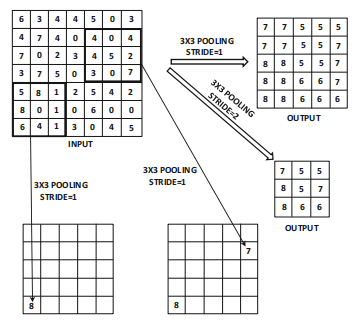 6 3 4 4 5 0 3
4 7 4 0 4 0 4
7 0 2 3 4 5 2
3 7 5 0 3 0 7
5 8 1 2 5 4 2
8 0 1 0 6 0 0
6 4 1 3 0 4 5
INPUT
3X3 POOLING
STRIDE=1
7 7 5 5 5
7 7 5 5 7
8 8 5 5 7
8 8 6 6 7
8 8 6 6 6
OUTPUT
3X3 POOLING
STRIDE=2
7 5 5
8 5 7
8 6 6
OUTPUT
3X3 POOLING
STRIDE=1
8
3X3 POOLING
STRIDE=1
7
8